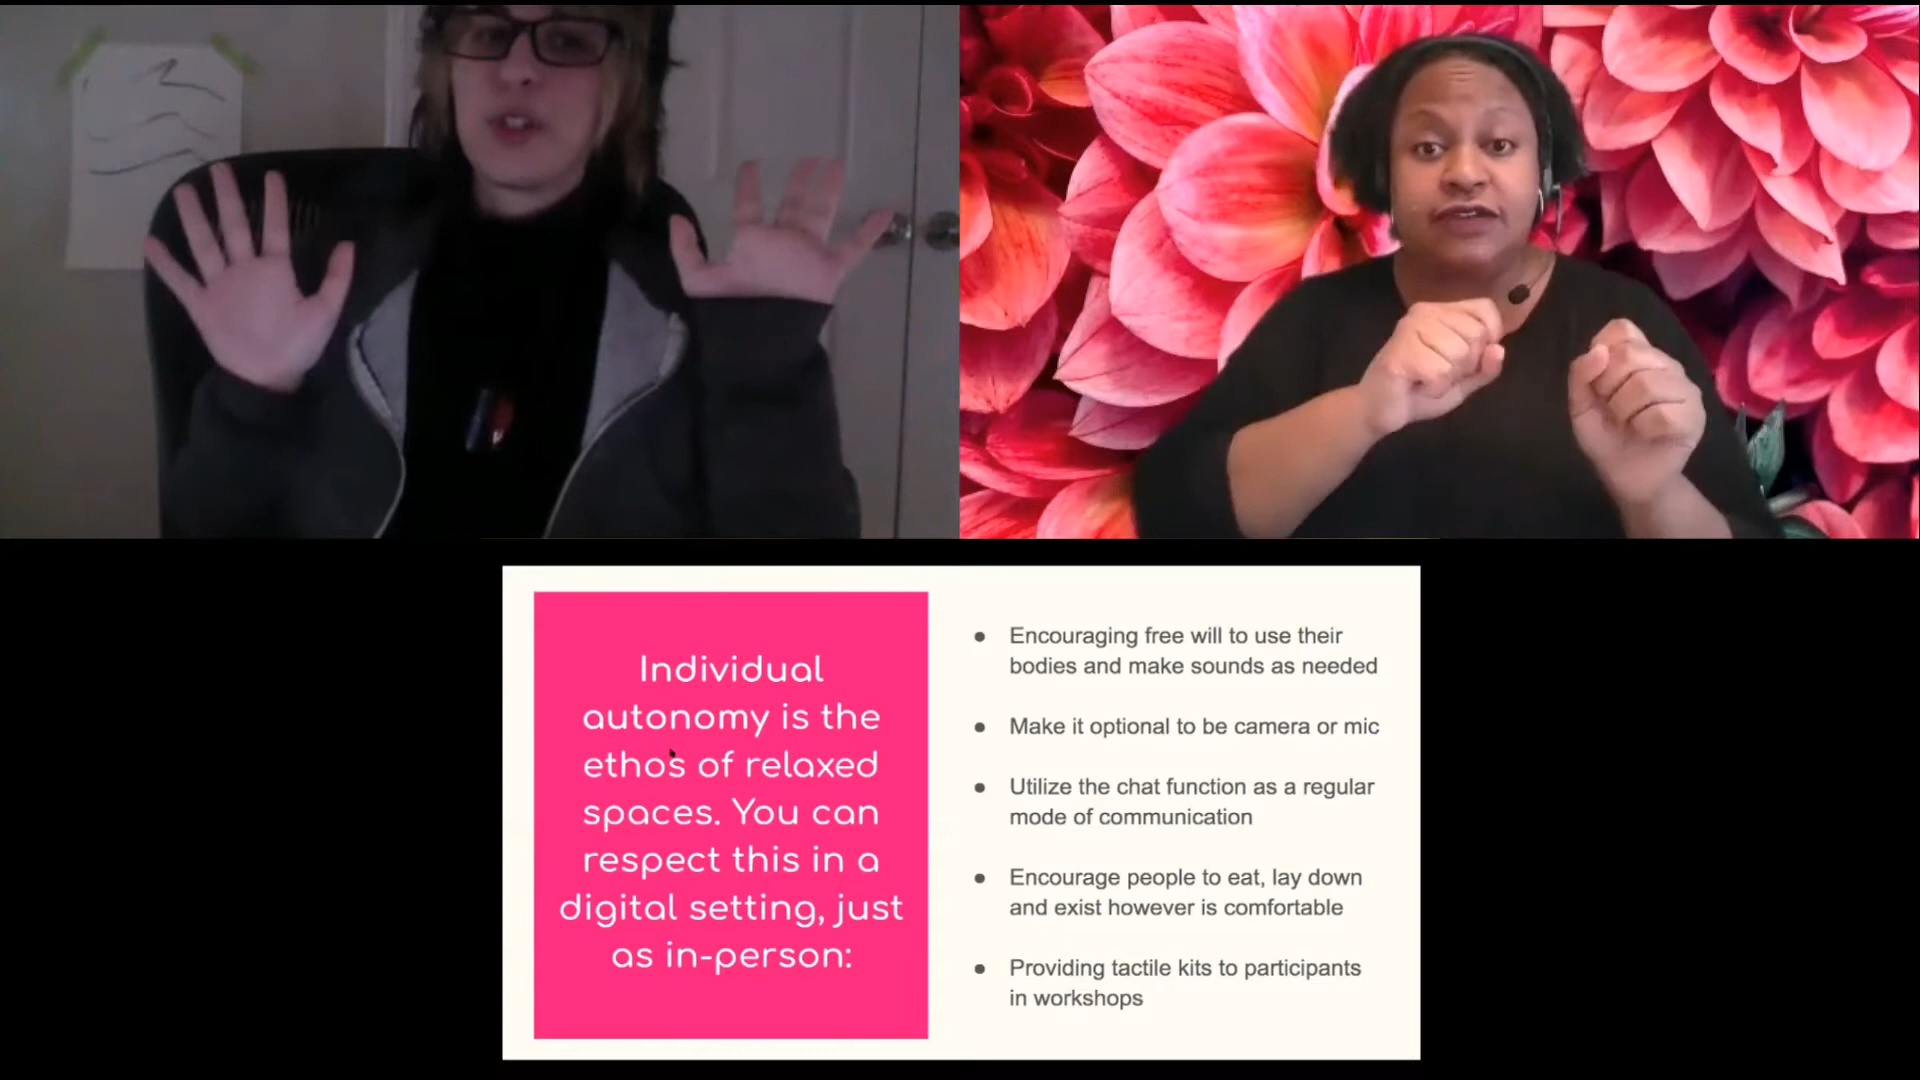 Individual
autonomy is the
ethos of relaxed
spaces. You can
respect this in a
digital setting, just
as in-person:
● Encouraging free will to use their
bodies and make sounds as needed
● Make it optional to be camera or mic
● Utilize the chat function as a regular
mode of communication
● Encourage people to eat, lay down
and exist however is comfortable
● Providing tactile kits to participants
in workshops